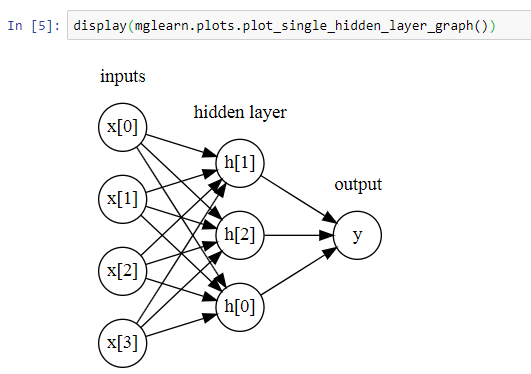 In [5]: display(mglearn.plots.plot_single_hidden_layer_graph())
inputs
hidden layer
output
x[0]
x[1]
x[2]
x[3]
h[1]
h[2]
h[0]
y